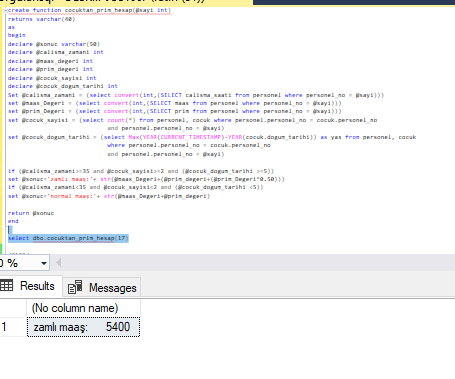 create function cocuktan_prim_hesap(@sayi int)
returns varchar(40)
as
begin
declare @sonuc varchar(50)
declare @calisma_zamani int
declare @maas_degeri int
declare @prim_degeri int
declare @cocuk_sayisi int
declare @cocuk_dogum_tarihi int
Set @calisma_zamani = (select convert(int,(SELECT calisma_saati from personel where personel_no = @sayi)))
set @maas_Degeri = (select convert(int,(SELECT maas from personel where personel_no = @sayi)))
set @prim_Degeri = (select convert(int,(SELECT prim from personel where personel_no = @sayi)))
set @cocuk_sayisi = (select count(*) from personel, cocuk where personel.personel_no = cocuk.personel_no
and personel.personel_no = @sayi)
set @cocuk_dogum_tarihi = (select Max(YEAR(CURRENT_TIMESTAMP)-YEAR(cocuk.dogum_tarihi)) as yas from personel, cocuk
where personel.personel_no = cocuk.personel_no
and personel.personel_no = @sayi)
if (@calisma_zamani>=35 and @cocuk_sayisi>=2 and (@cocuk_dogum_tarihi >=5))
set @sonuc='zamlı maaş:'+ str(@maas_Degeri+(@prim_degeri+(@prim_Degeri*0.50)))
if (@calisma_zamani<35 and @cocuk_sayisi<2 and (@cocuk_dogum_tarihi <5))
set @sonuc='normal maaş:'+ str(@maas_Degeri+@prim_degeri)
return @sonuc
end
select dbo.cocuktan_prim_hesap(17)
0 %
Results Messages
(No column name)
1 zamlı maaş: 5400